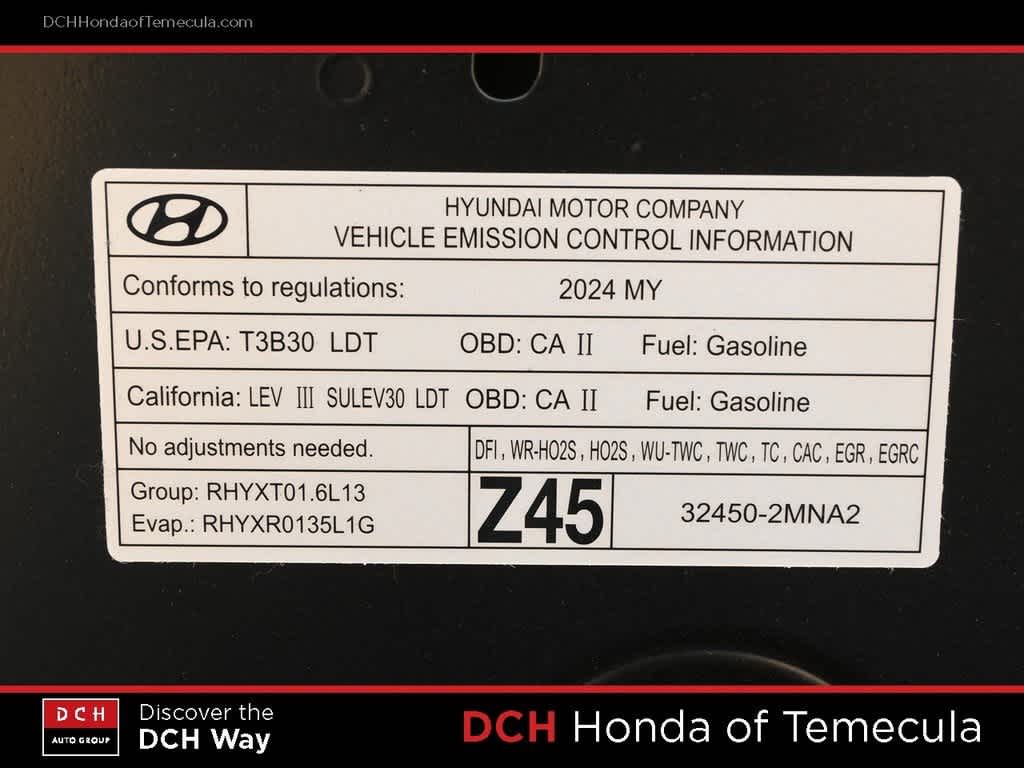 DCHHondaofTemecula.com
HYUNDAI MOTOR COMPANY
VEHICLE EMISSION CONTROL INFORMATION
Conforms to regulations: 2024 MY
U.S.EPA: T3B30 LDT OBD: CA II Fuel: Gasoline
California: LEV III SULEV30 LDT OBD: CA II Fuel: Gasoline
No adjustments needed. DFI , WR-HO2S , HO2S , WU-TWC , TWC , TC , CAC , EGR , EGRC
Group: RHYXT01.6L13
Evap.: RHYXR0135L1G
Z45 32450-2MNA2
DCH
AUTO GROUP
Discover the
DCH Way
DCH Honda of Temecula